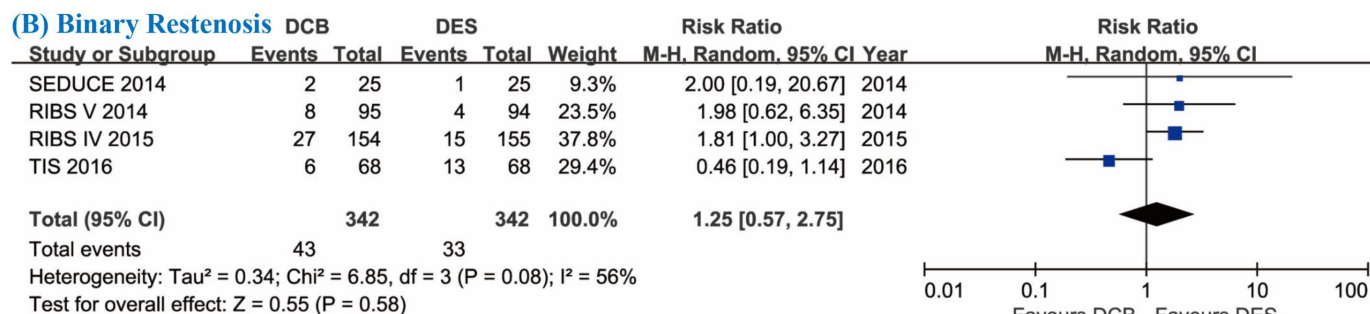 (B) Binary Restenosis DCB DES Risk Ratio Risk Ratio
Study or Subgroup Events Total Events Total Weight M-H, Random, 95% CI Year M-H, Random, 95% CI
SEDUCE 2014 2 25 1 25 9.3% 2.00 [0.19, 20.67] 2014
RIBS V 2014 8 95 4 94 23.5% 1.98 [0.62, 6.35] 2014
RIBS IV 2015 27 154 15 155 37.8% 1.81 [1.00, 3.27] 2015
TIS 2016 6 68 13 68 29.4% 0.46 [0.19, 1.14] 2016
Total (95% CI) 342 342 100.0% 1.25 [0.57, 2.75]
Total events 43 33
Heterogeneity: Tau² = 0.34; Chi² = 6.85, df = 3 (P = 0.08); I² = 56%
Test for overall effect: Z = 0.55 (P = 0.58)
0.01 0.1 1 10 100
Favours DCB Favours DES